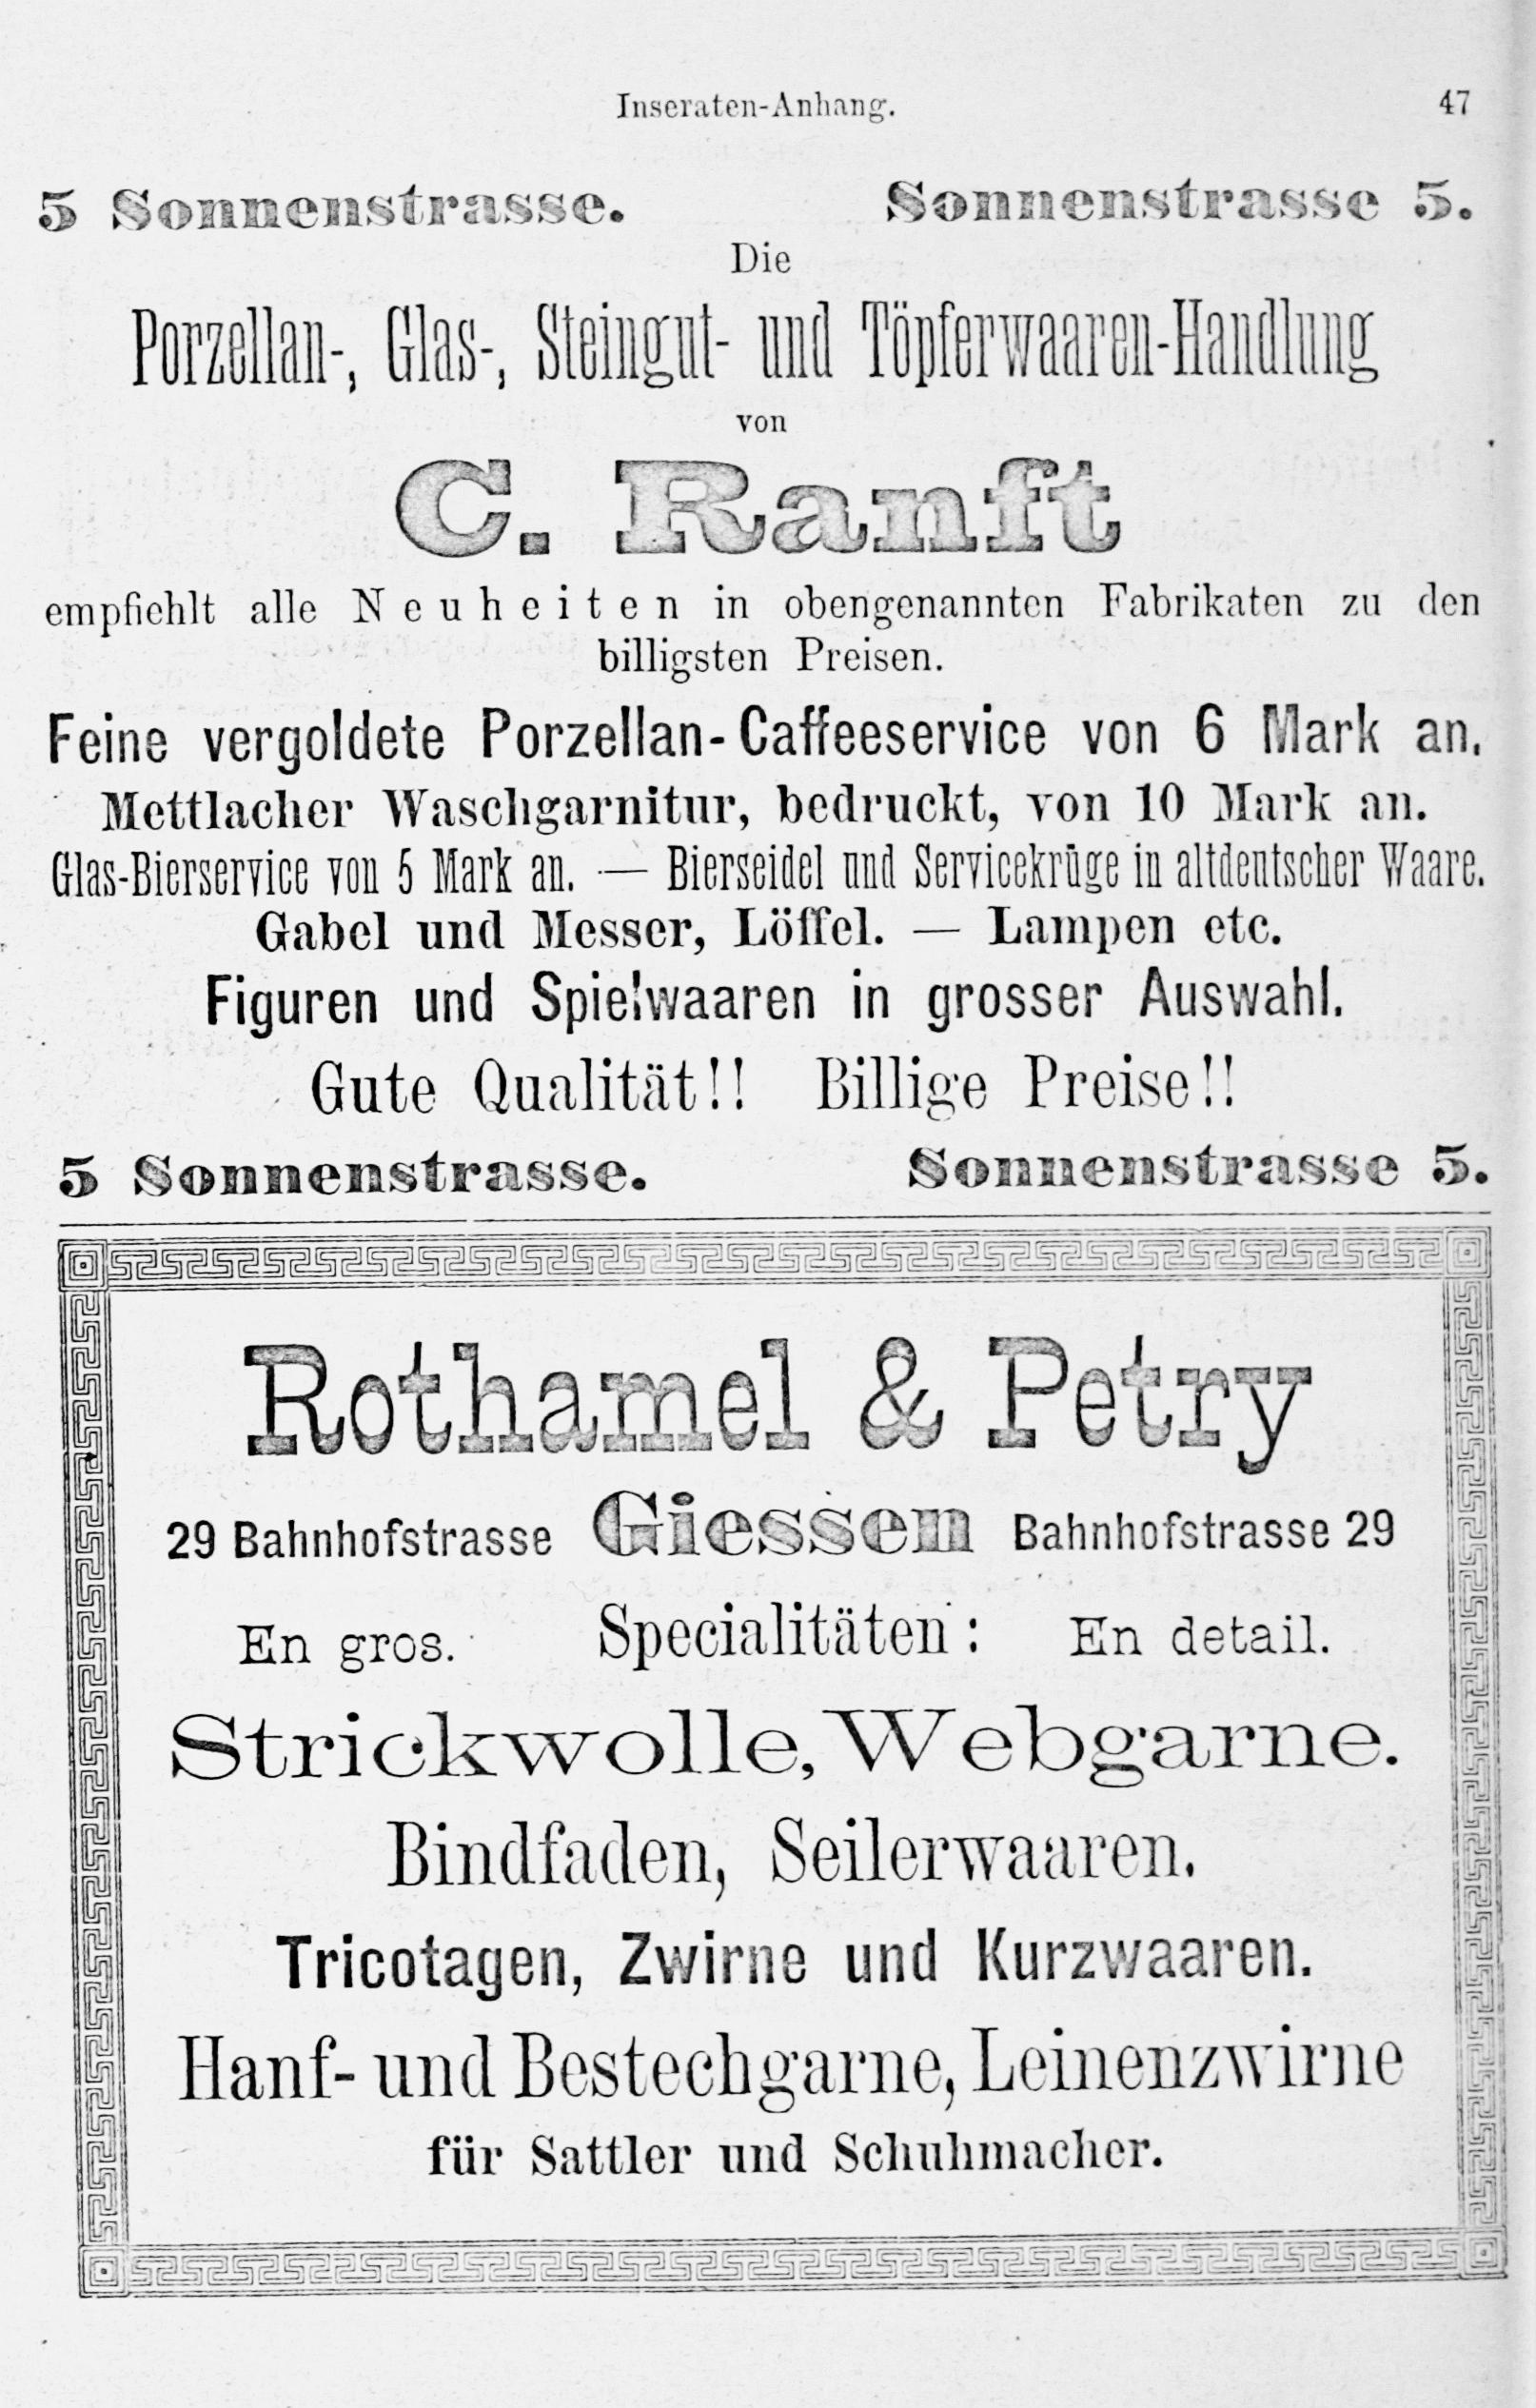 Inseraten-Anhang. 47
5 Sonnenstrasse. Sonnenstrasse 5.
Die
Porzellan-, Glas-, Steingut- und Töpferwaaren-Handlung
von
C. Ranft
empfiehlt alle Neuheiten in obengenannten Fabrikaten zu den
billigsten Preisen.
Feine vergoldete Porzellan-Caffeeservice von 6 Mark an.
Mettlacher Waschgarnitur, bedruckt, von 10 Mark an.
Glas-Bierservice von 5 Mark an. — Bierseidel und Servicekrüge in altdeutscher Waare.
Gabel und Messer, Löffel. — Lampen etc.
Figuren und Spielwaaren in grosser Auswahl.
Gute Qualität!! Billige Preise!!
5 Sonnenstrasse. Sonnenstrasse 5.
Rothamel & Petry
29 Bahnhofstrasse Giessen Bahnhofstrasse 29
En gros. Specialitäten: En detail.
Strickwolle, Webgarne.
Bindfaden, Seilerwaaren.
Tricotagen, Zwirne und Kurzwaaren.
Hanf- und Bestechgarne, Leinenzwirne
für Sattler und Schuhmacher.